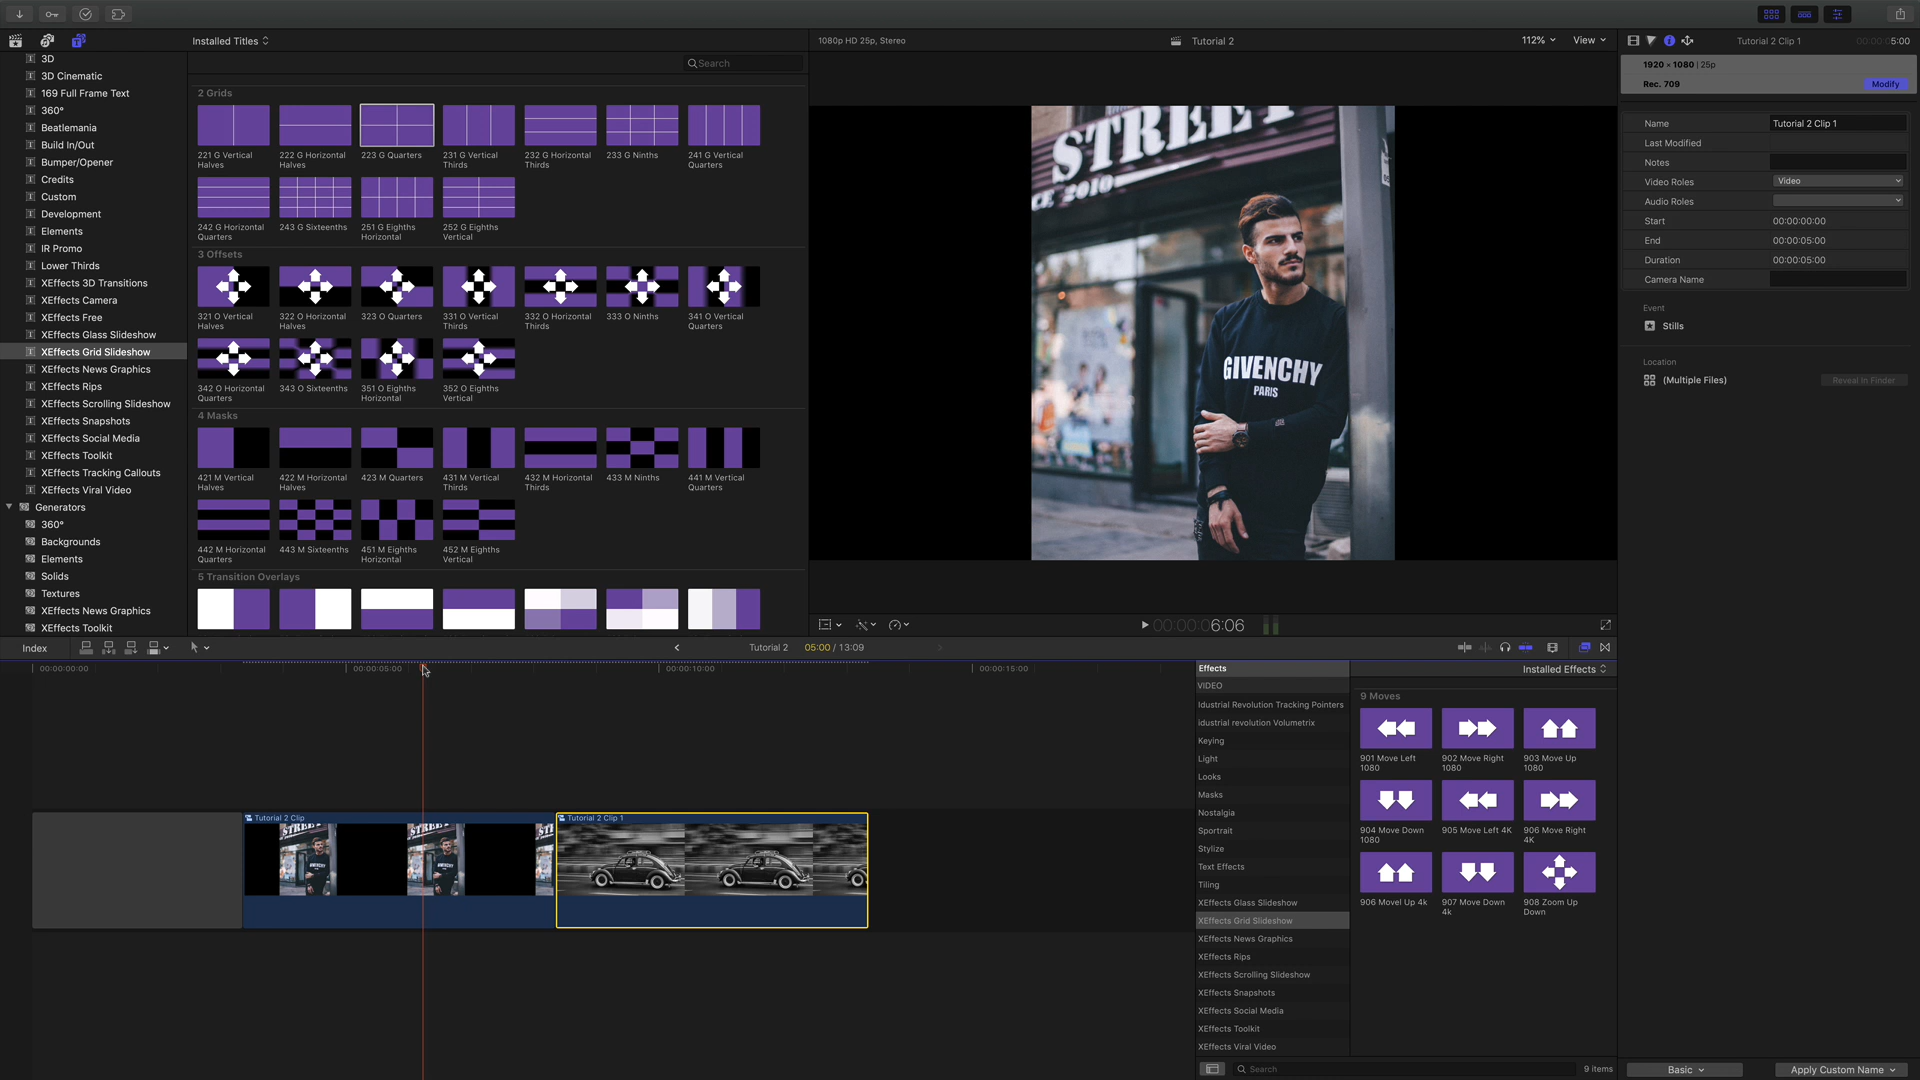 Installed Titles
1080p HD 25p, Stereo
Tutorial 2
112%
View
Tutorial 2 Clip 1
00:00:05:00
Search
3D
3D Cinematic
169 Full Frame Text
360°
Beatlemania
Build In/Out
Bumper/Opener
Credits
Custom
Development
Elements
IR Promo
Lower Thirds
XEffects 3D Transitions
XEffects Camera
XEffects Free
XEffects Glass Slideshow
XEffects Grid Slideshow
XEffects News Graphics
XEffects Rips
XEffects Scrolling Slideshow
XEffects Snapshots
XEffects Social Media
XEffects Toolkit
XEffects Tracking Callouts
XEffects Viral Video
Generators
360°
Backgrounds
Elements
Solids
Textures
XEffects News Graphics
XEffects Toolkit
2 Grids
221 G Vertical Halves
222 G Horizontal Halves
223 G Quarters
231 G Vertical Thirds
232 G Horizontal Thirds
233 G Ninths
241 G Vertical Quarters
242 G Horizontal Quarters
243 G Sixteenths
251 G Eighths Horizontal
252 G Eighths Vertical
3 Offsets
321 O Vertical Halves
322 O Horizontal Halves
323 O Quarters
331 O Vertical Thirds
332 O Horizontal Thirds
333 O Ninths
341 O Vertical Quarters
342 O Horizontal Quarters
343 O Sixteenths
351 O Eighths Horizontal
352 O Eighths Vertical
4 Masks
421 M Vertical Halves
422 M Horizontal Halves
423 M Quarters
431 M Vertical Thirds
432 M Horizontal Thirds
433 M Ninths
441 M Vertical Quarters
442 M Horizontal Quarters
443 M Sixteenths
451 M Eighths Horizontal
452 M Eighths Vertical
5 Transition Overlays
STREET
CE 2010
GIVENCHY
PARIS
00:00:00:6:06
1920 × 1080 | 25p
Rec. 709
Modify
Name
Tutorial 2 Clip 1
Last Modified
Notes
Video Roles
Video
Audio Roles
Start
00:00:00:00
End
00:00:05:00
Duration
00:00:05:00
Camera Name
Event
Stills
Location
(Multiple Files)
Reveal In Finder
Index
Tutorial 2
05:00 / 13:09
00:00:00:00
00:00:05:00
00:00:10:00
00:00:15:00
Tutorial 2 Clip
Tutorial 2 Clip 1
Effects
Installed Effects
VIDEO
Idustrial Revolution Tracking Pointers
idustrial revolution Volumetrix
Keying
Light
Looks
Masks
Nostalgia
Sportrait
Stylize
Text Effects
Tiling
XEffects Glass Slideshow
XEffects Grid Slideshow
XEffects News Graphics
XEffects Rips
XEffects Scrolling Slideshow
XEffects Snapshots
XEffects Social Media
XEffects Toolkit
XEffects Viral Video
9 Moves
901 Move Left 1080
902 Move Right 1080
903 Move Up 1080
904 Move Down 1080
905 Move Left 4K
906 Move Right 4K
906 Movel Up 4k
907 Move Down 4k
908 Zoom Up Down
Search
9 items
Basic
Apply Custom Name